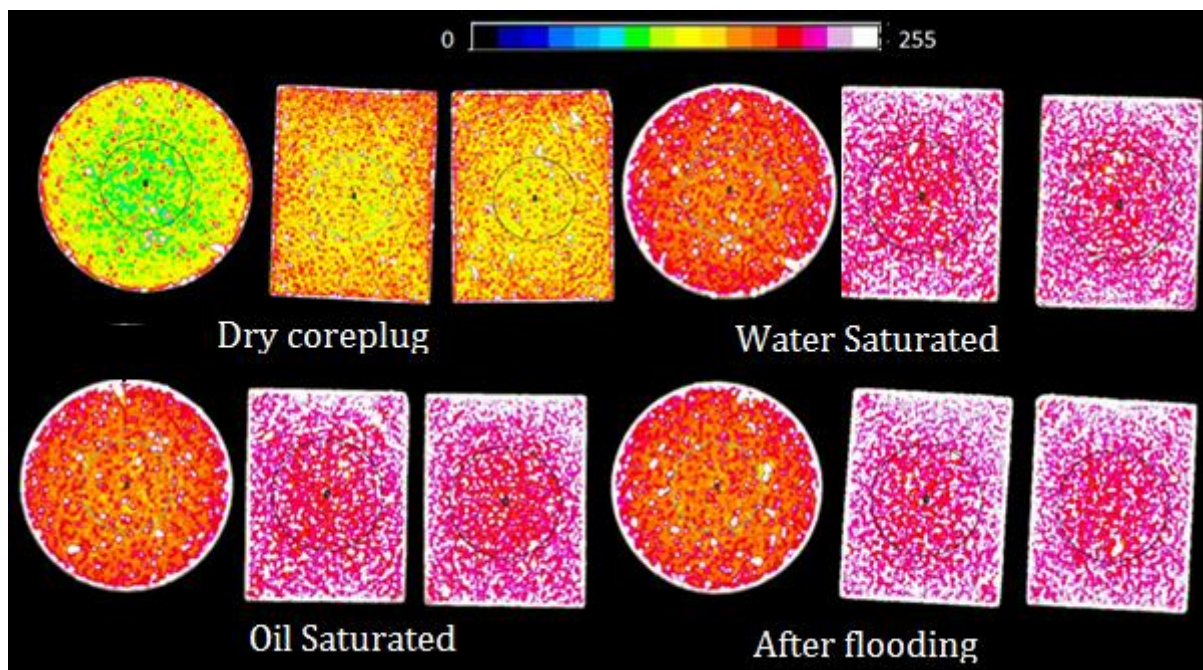 0 255
Dry coreplug
Water Saturated
Oil Saturated
After flooding